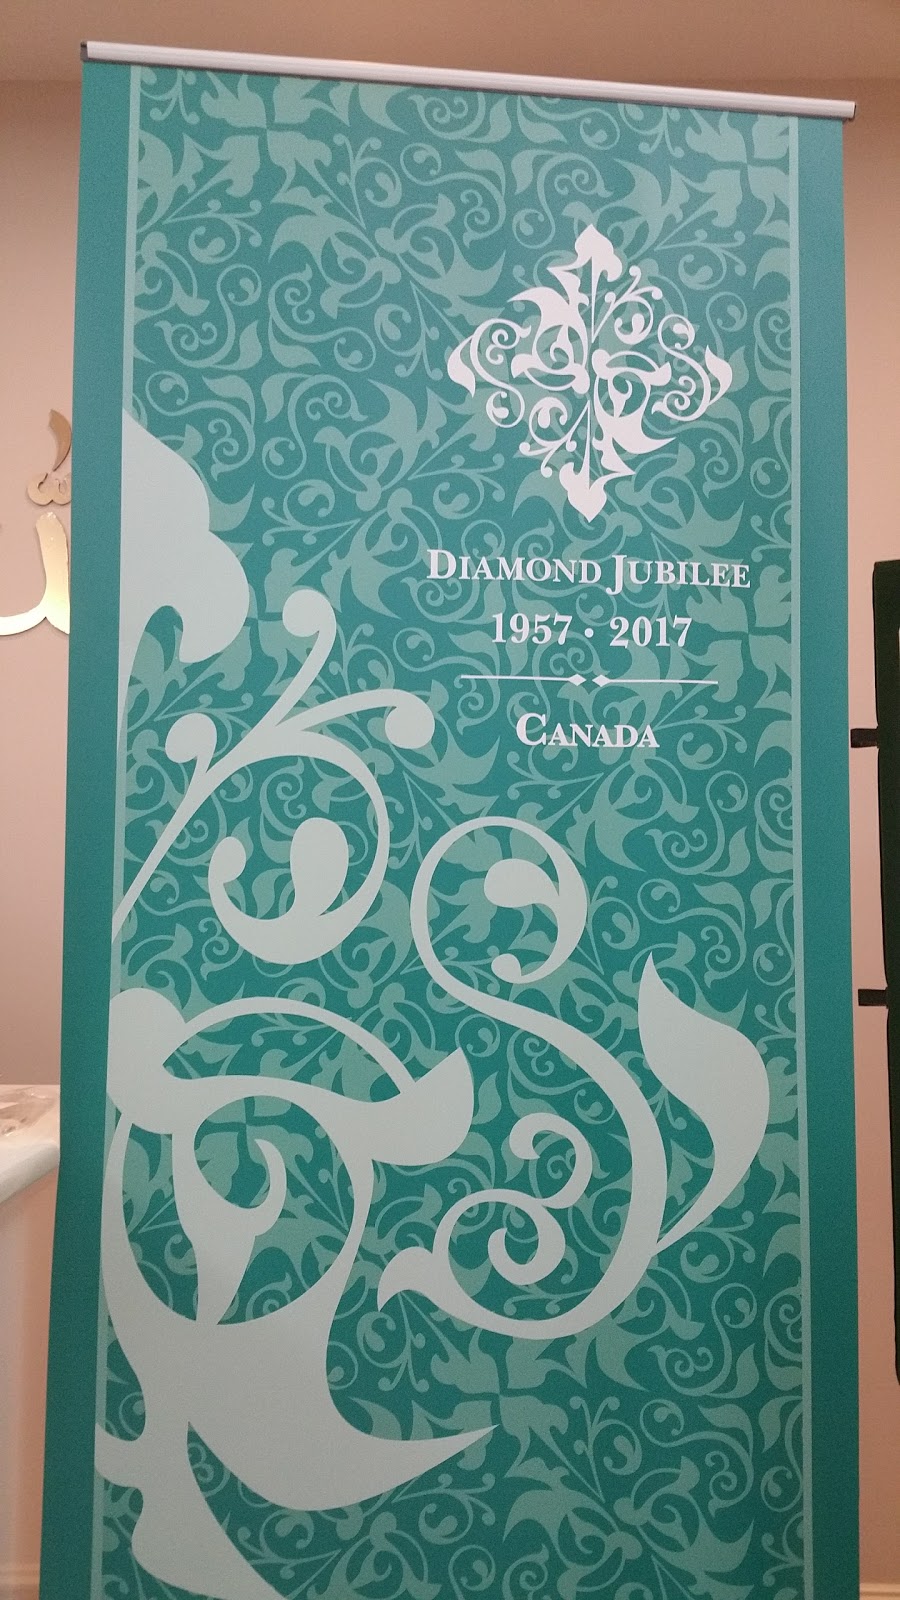 Diamond Jubilee
1957 • 2017
Canada